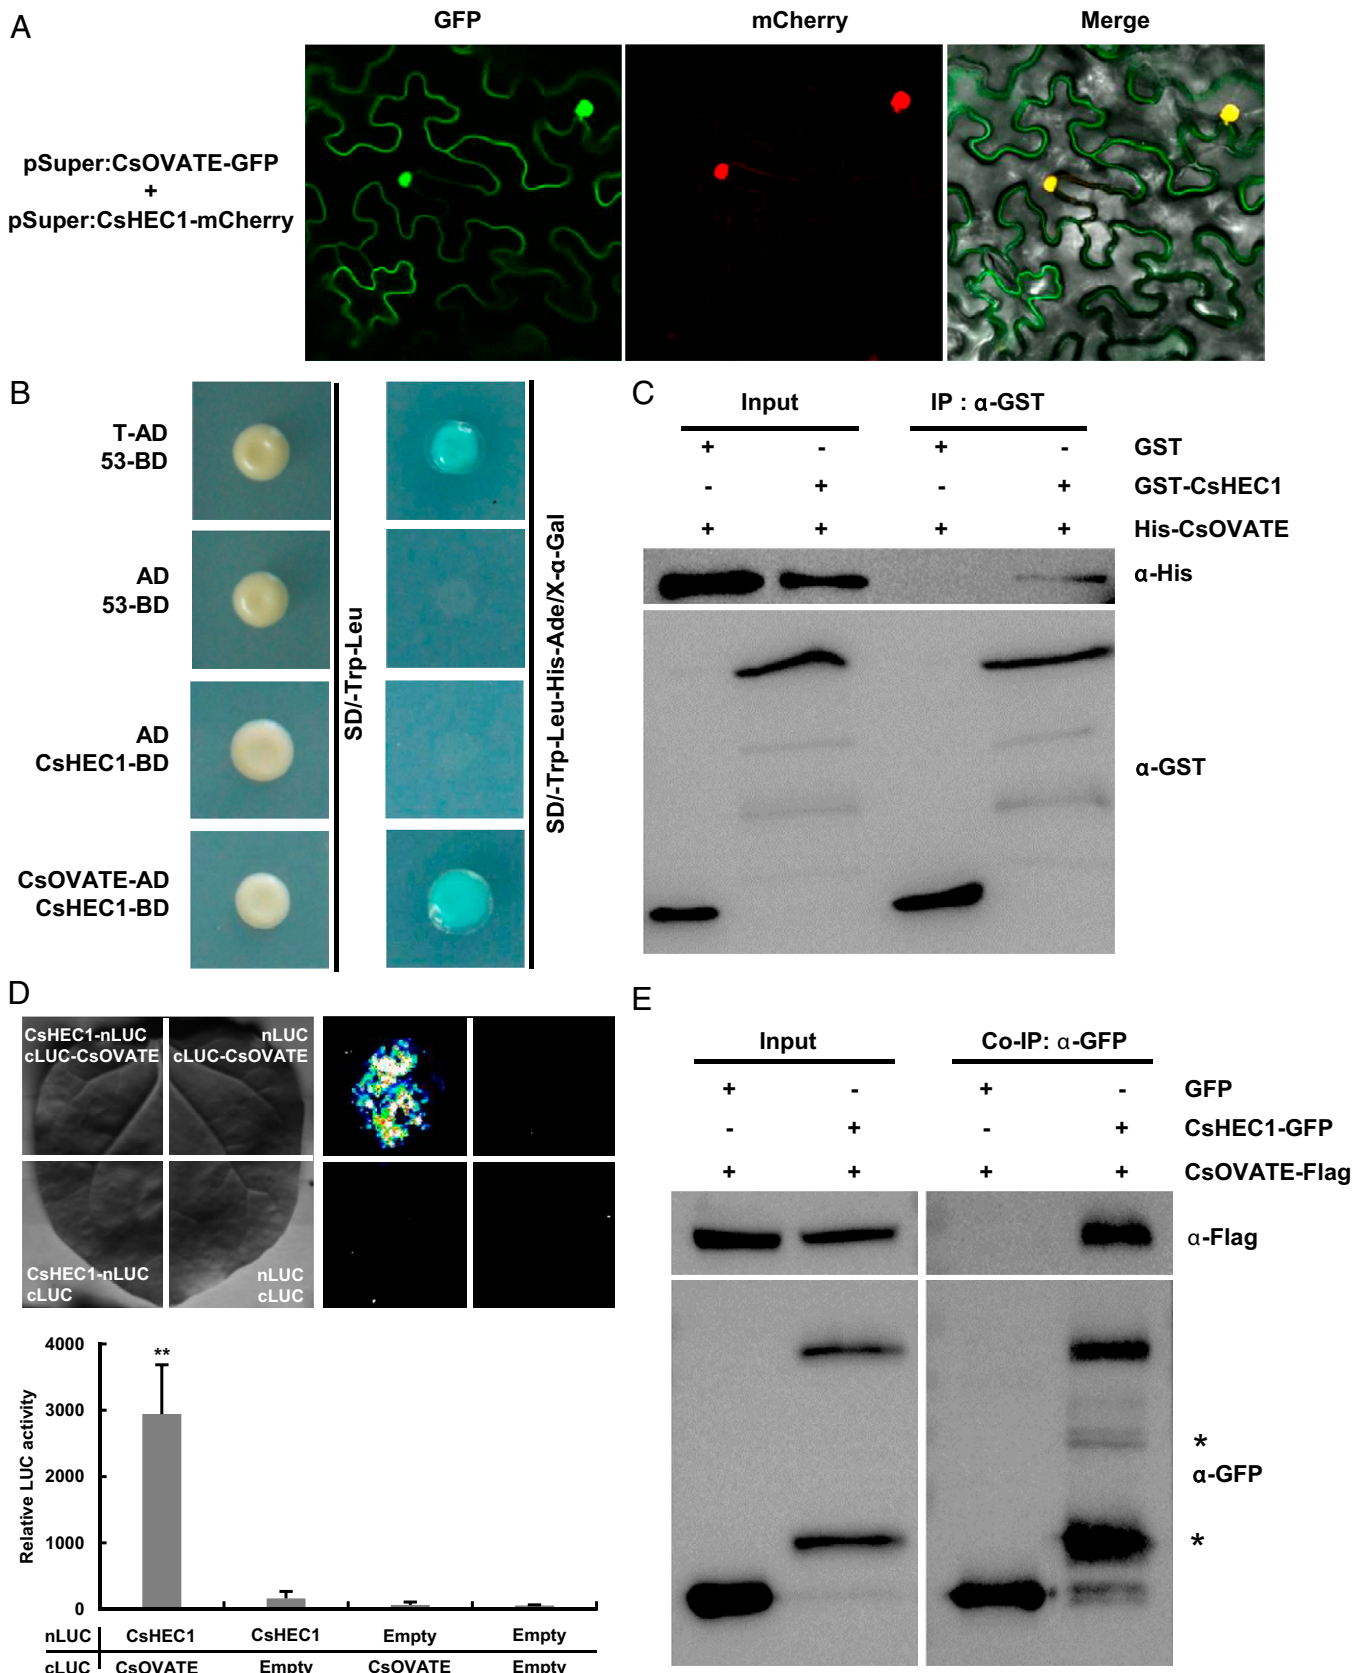 A
GFP
mCherry
Merge
pSuper:CsOVATE-GFP
+
pSuper:CsHEC1-mCherry
B
T-AD
53-BD
AD
53-BD
AD
CsHEC1-BD
CsOVATE-AD
CsHEC1-BD
SD/-Trp-Leu
SD/-Trp-Leu-His-Ade/X-α-Gal
C
Input
IP : α-GST
+ - + - GST
- + - + GST-CsHEC1
+ + + + His-CsOVATE
α-His
α-GST
D
CsHEC1-nLUC
cLUC-CsOVATE
nLUC
cLUC-CsOVATE
CsHEC1-nLUC
cLUC
nLUC
cLUC
Relative LUC activity
4000
3000
2000
1000
0
**
nLUC CsHEC1 CsHEC1 Empty Empty
cLUC CsOVATE Empty CsOVATE Empty
E
Input
Co-IP: α-GFP
+ - + - GFP
- + - + CsHEC1-GFP
+ + + + CsOVATE-Flag
α-Flag
*
α-GFP
*